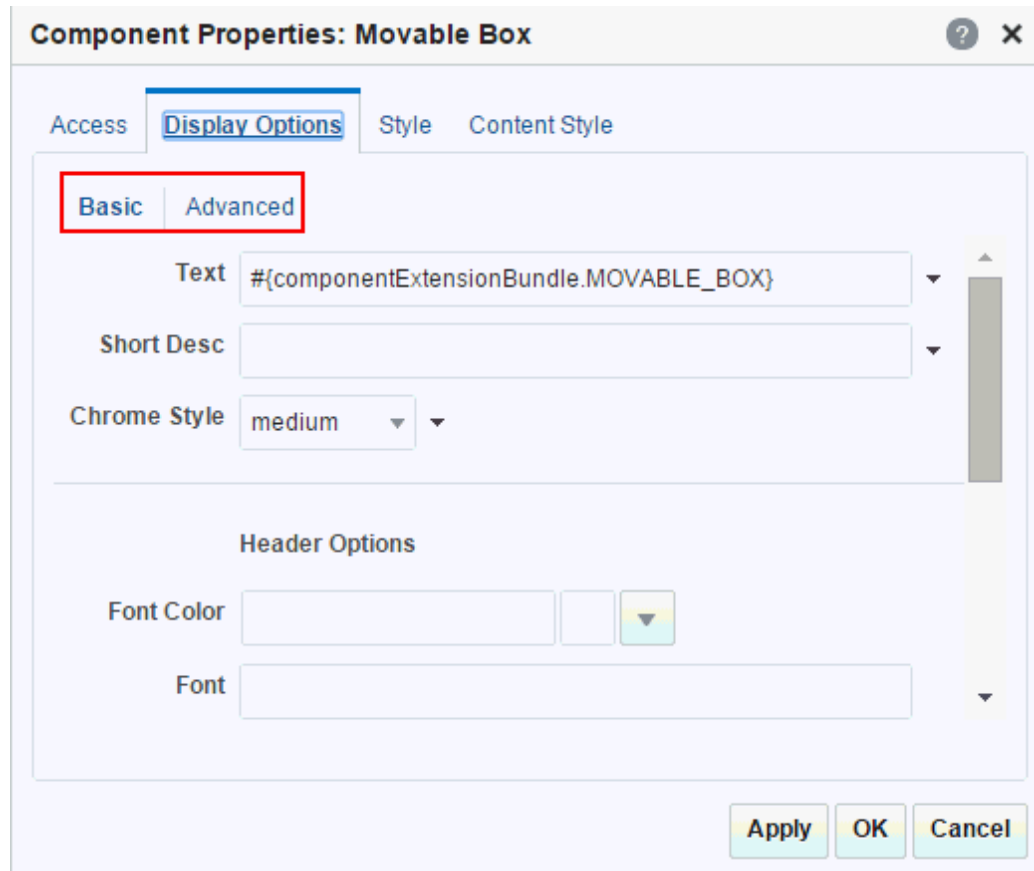 Component Properties: Movable Box ?
Access Display Options Style Content Style
Basic Advanced
Text #{componentExtensionBundle.MOVABLE_BOX}
Short Desc
Chrome Style medium
Header Options
Font Color
Font
Apply OK Cancel